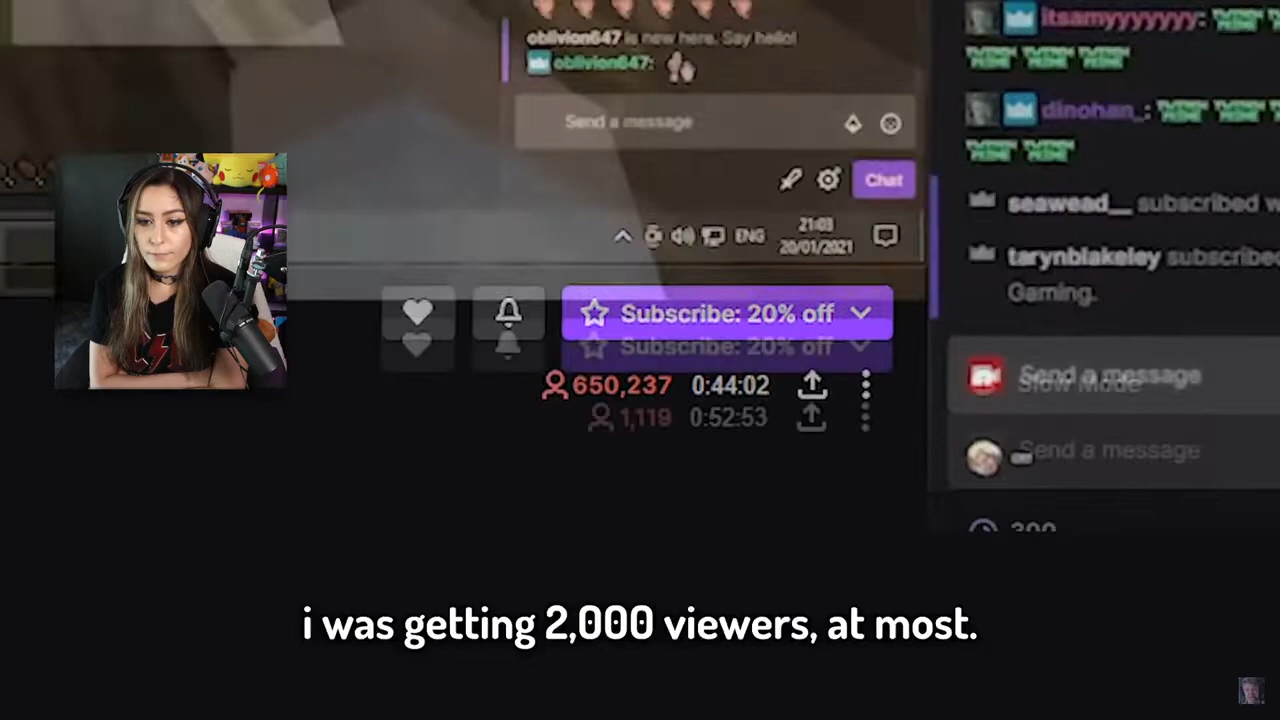 oblivion647 is new here. Say hello!
oblivion647:
Send a message
Chat
ENG
21:03
20/01/2021
itsamyyyyyyyy:
dinohan_:
seawead__ subscribed w
tarynblakeley subscribed
Gaming.
Subscribe: 20% off
Subscribe: 20% off
650,237 0:44:02
1,119 0:52:53
Send a message
Slow Mode
Send a message
300
i was getting 2,000 viewers, at most.